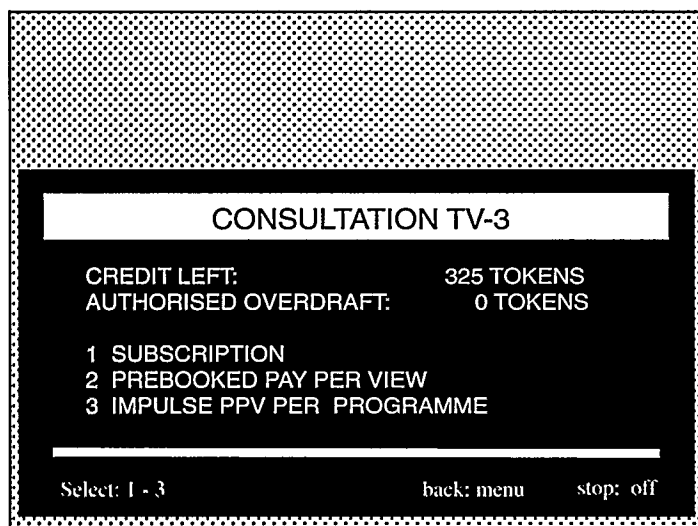 CONSULTATION TV-3
CREDIT LEFT: 325 TOKENS
AUTHORISED OVERDRAFT: 0 TOKENS
1 SUBSCRIPTION
2 PREBOOKED PAY PER VIEW
3 IMPULSE PPV PER PROGRAMME
Select: 1 - 3 back: menu stop: off